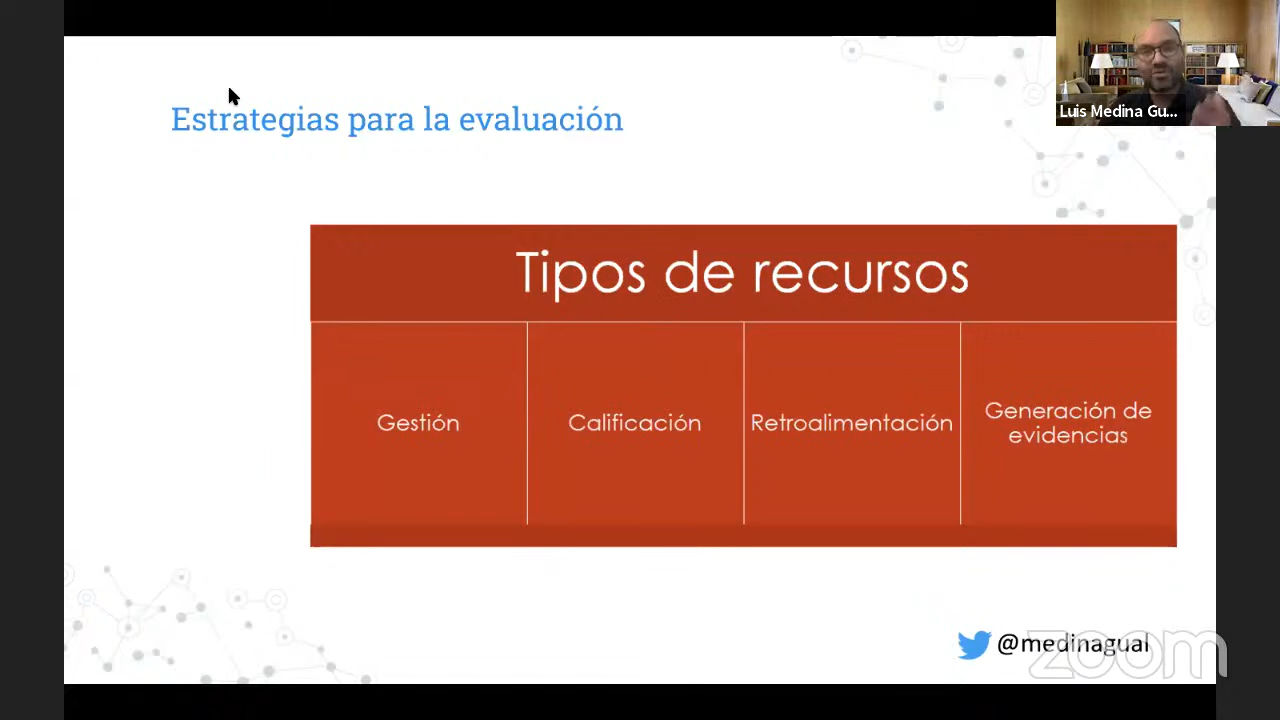 Luis Medina Gu...
Estrategias para la evaluación
Tipos de recursos
Gestión
Calificación
Retroalimentación
Generación de
evidencias
@medinagual
zoom